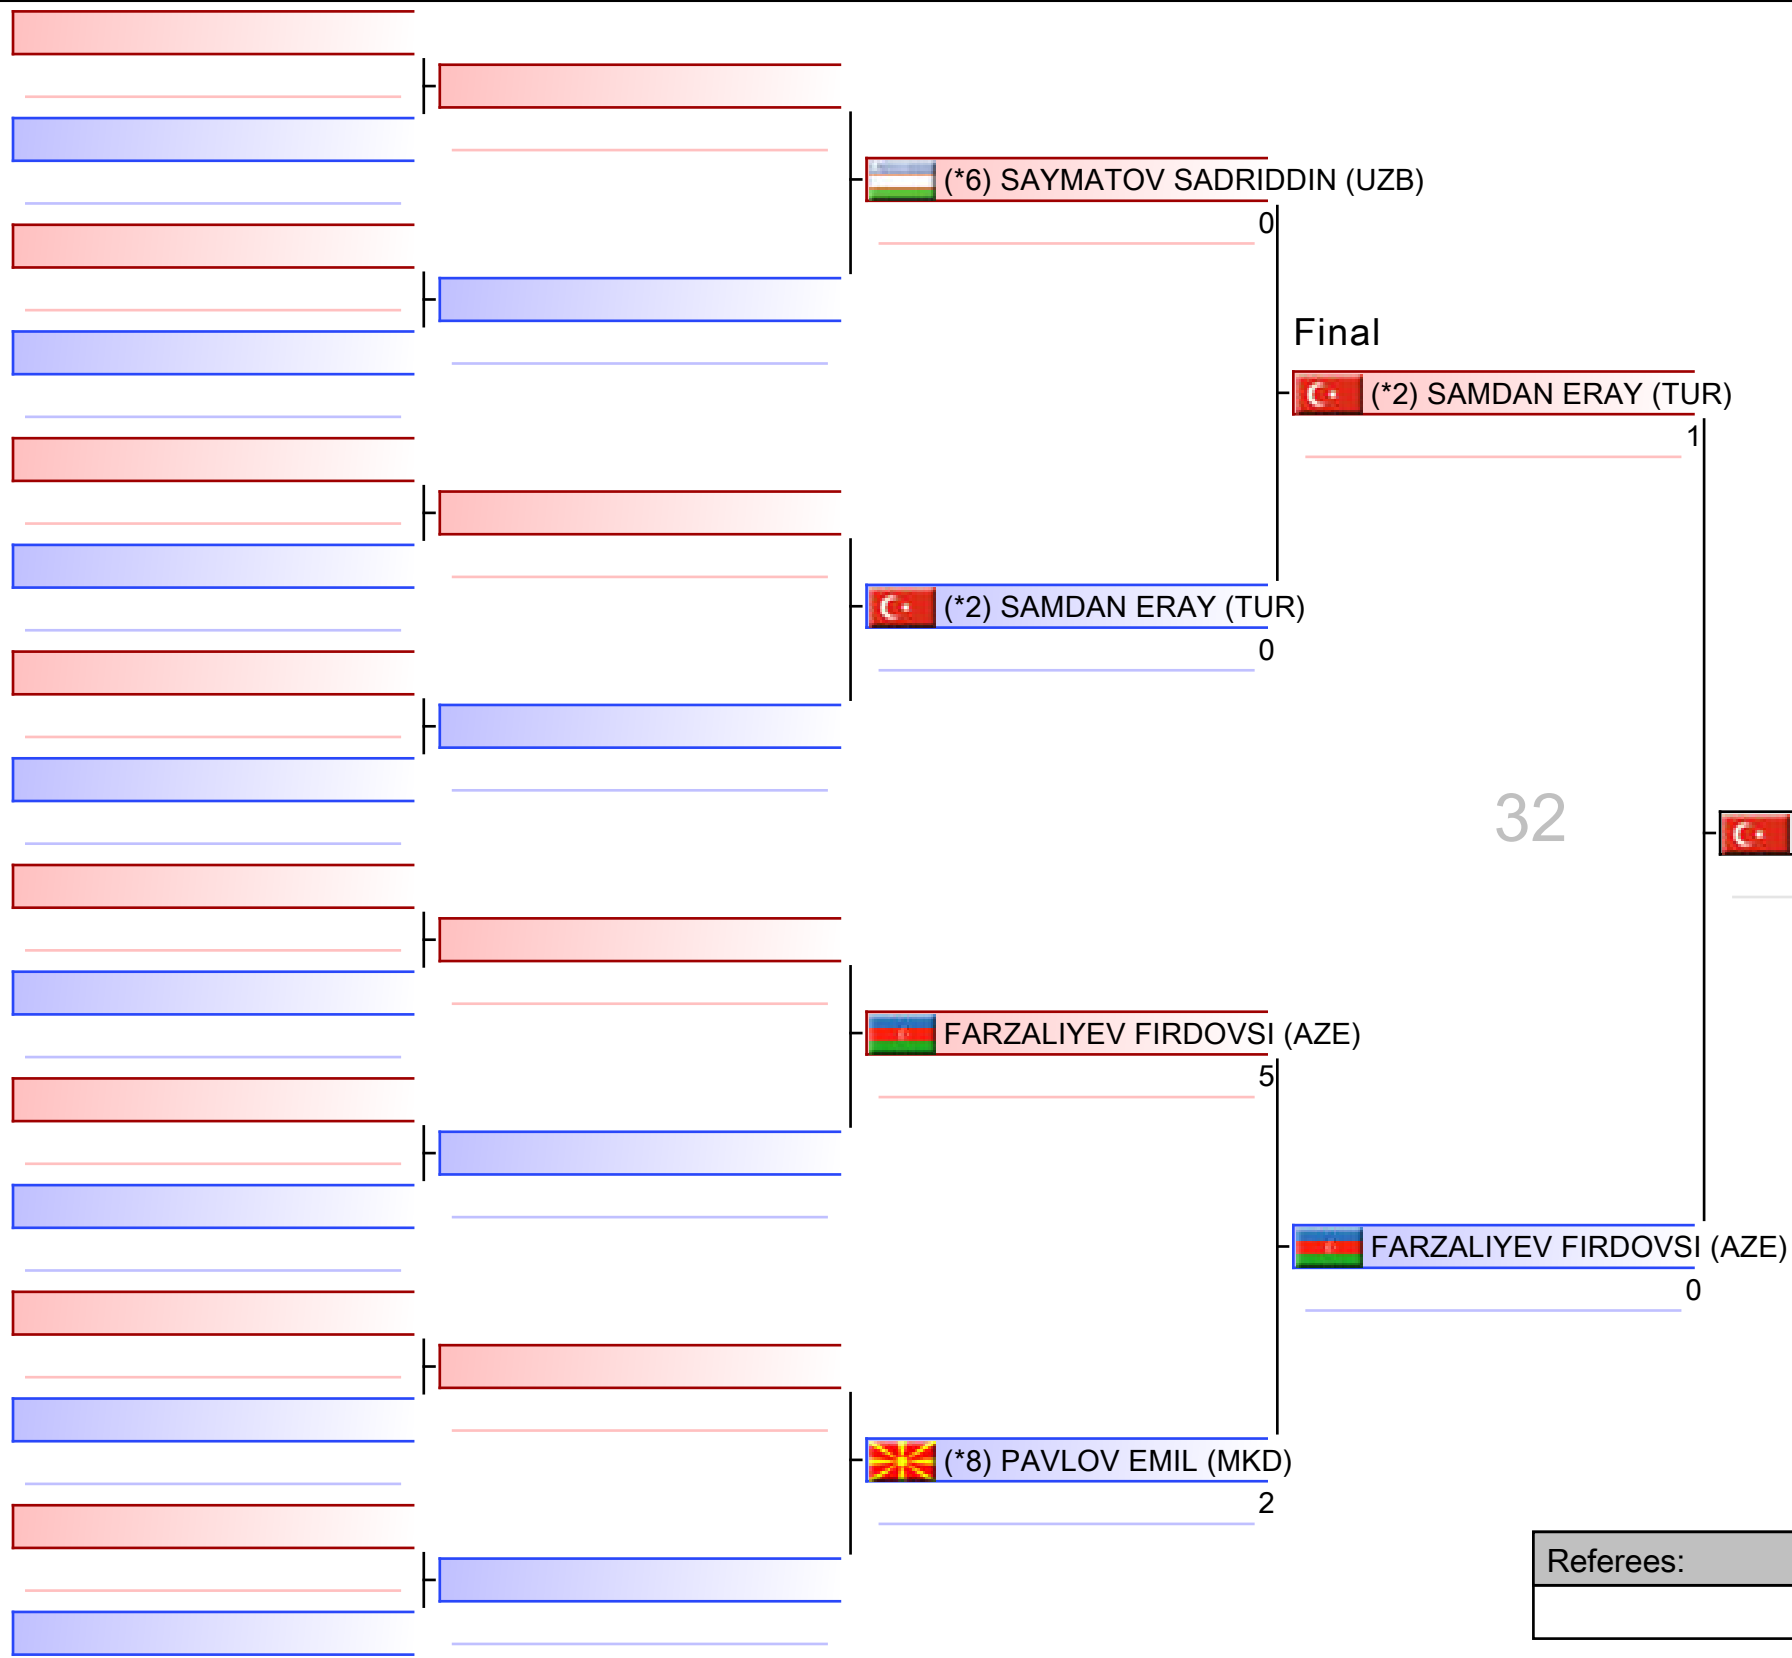 (*6) SAYMATOV SADRIDDIN (UZB)
0
Final
(*2) SAMDAN ERAY (TUR)
1
(*2) SAMDAN ERAY (TUR)
0
32
FARZALIYEV FIRDOVSI (AZE)
5
FARZALIYEV FIRDOVSI (AZE)
0
(*8) PAVLOV EMIL (MKD)
2
Referees: